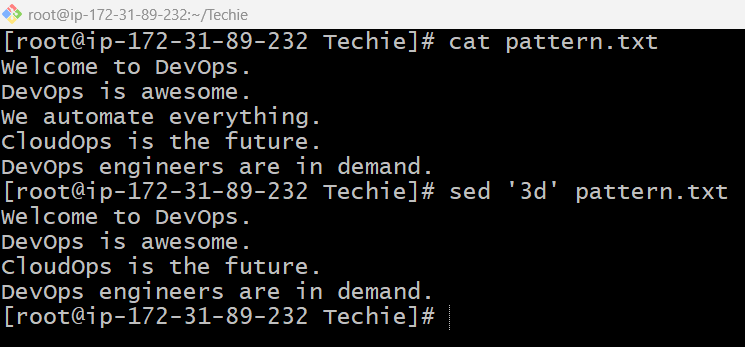 root@ip-172-31-89-232:~/Techie
[root@ip-172-31-89-232 Techie]# cat pattern.txt
Welcome to DevOps.
DevOps is awesome.
We automate everything.
CloudOps is the future.
DevOps engineers are in demand.
[root@ip-172-31-89-232 Techie]# sed '3d' pattern.txt
Welcome to DevOps.
DevOps is awesome.
CloudOps is the future.
DevOps engineers are in demand.
[root@ip-172-31-89-232 Techie]#